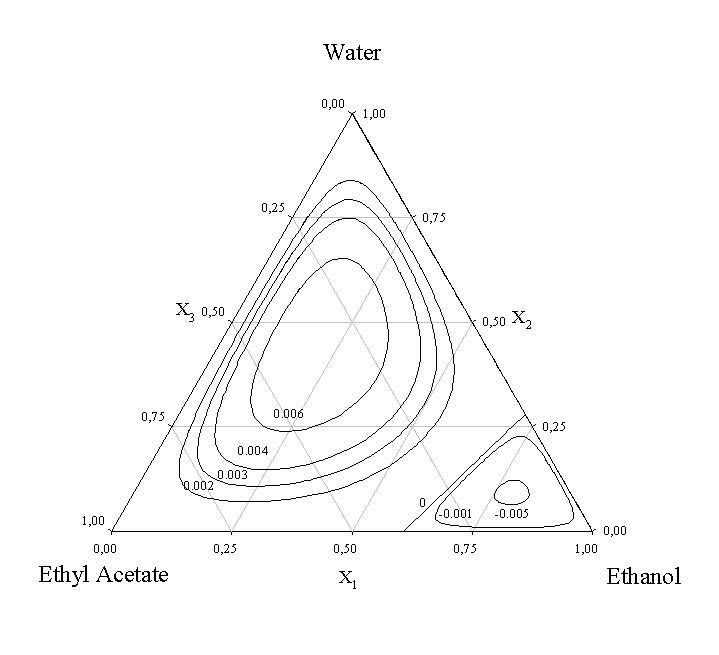 Water
0,00 1,00
0,25 0,75
X3 0,50 0,50 X2
0,006
0,75 0,25
0.004
0.003
0.002
0 -0.001 -0.005
1,00 0,00
0,00 0,25 0,50 0,75 1,00
Ethyl Acetate X1 Ethanol